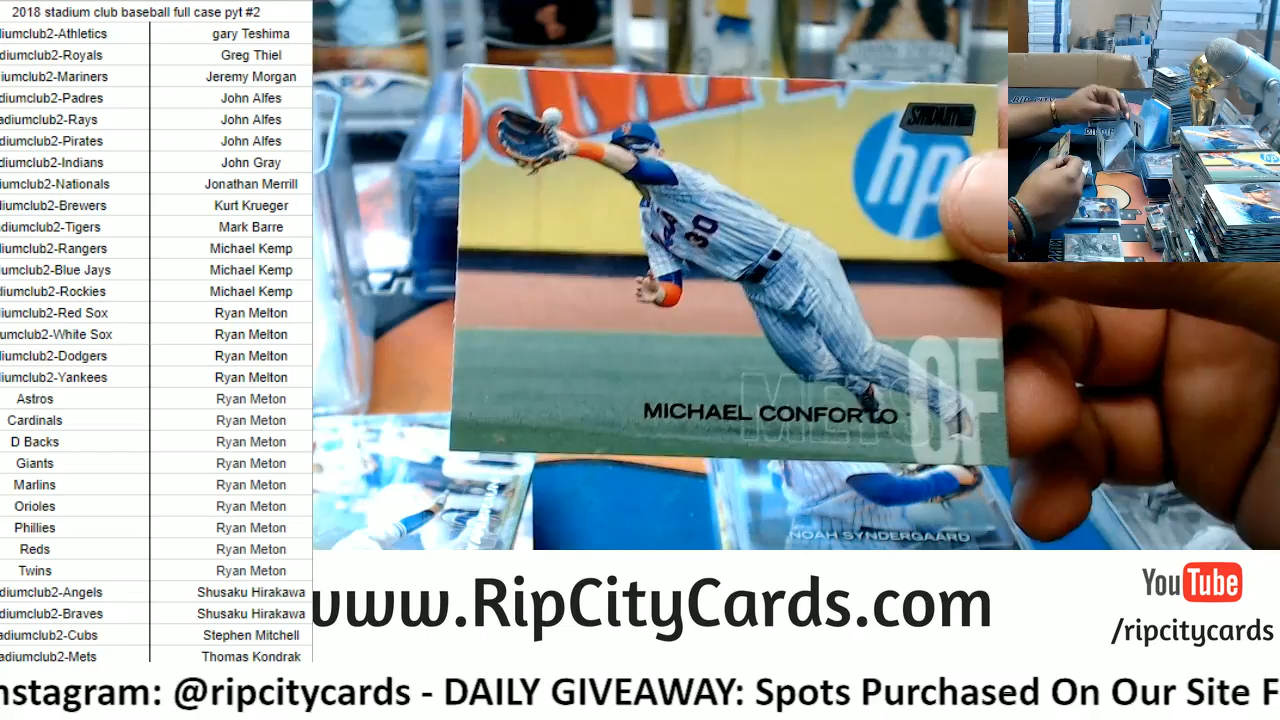 2018 stadium club baseball full case pyt #2
diumclub2-Athletics gary Teshima
diumclub2-Royals Greg Thiel
diumclub2-Mariners Jeremy Morgan
diumclub2-Padres John Alfes
adiumclub2-Rays John Alfes
diumclub2-Pirates John Alfes
diumclub2-Indians John Gray
diumclub2-Nationals Jonathan Merrill
diumclub2-Brewers Kurt Krueger
diumclub2-Tigers Mark Barre
diumclub2-Rangers Michael Kemp
diumclub2-Blue Jays Michael Kemp
diumclub2-Rockies Michael Kemp
diumclub2-Red Sox Ryan Melton
umclub2-White Sox Ryan Melton
diumclub2-Dodgers Ryan Melton
diumclub2-Yankees Ryan Melton
Astros Ryan Meton
Cardinals Ryan Meton
D Backs Ryan Meton
Giants Ryan Meton
Marlins Ryan Meton
Orioles Ryan Meton
Phillies Ryan Meton
Reds Ryan Meton
Twins Ryan Meton
diumclub2-Angels Shusaku Hirakawa
diumclub2-Braves Shusaku Hirakawa
adiumclub2-Cubs Stephen Mitchell
adiumclub2-Mets Thomas Kondrak
hp
30
METS OF
MICHAEL CONFORTO
NOAH SYNDERGAARD
www.RipCityCards.com
YouTube
/ripcitycards
nstagram: @ripcitycards - DAILY GIVEAWAY: Spots Purchased On Our Site F